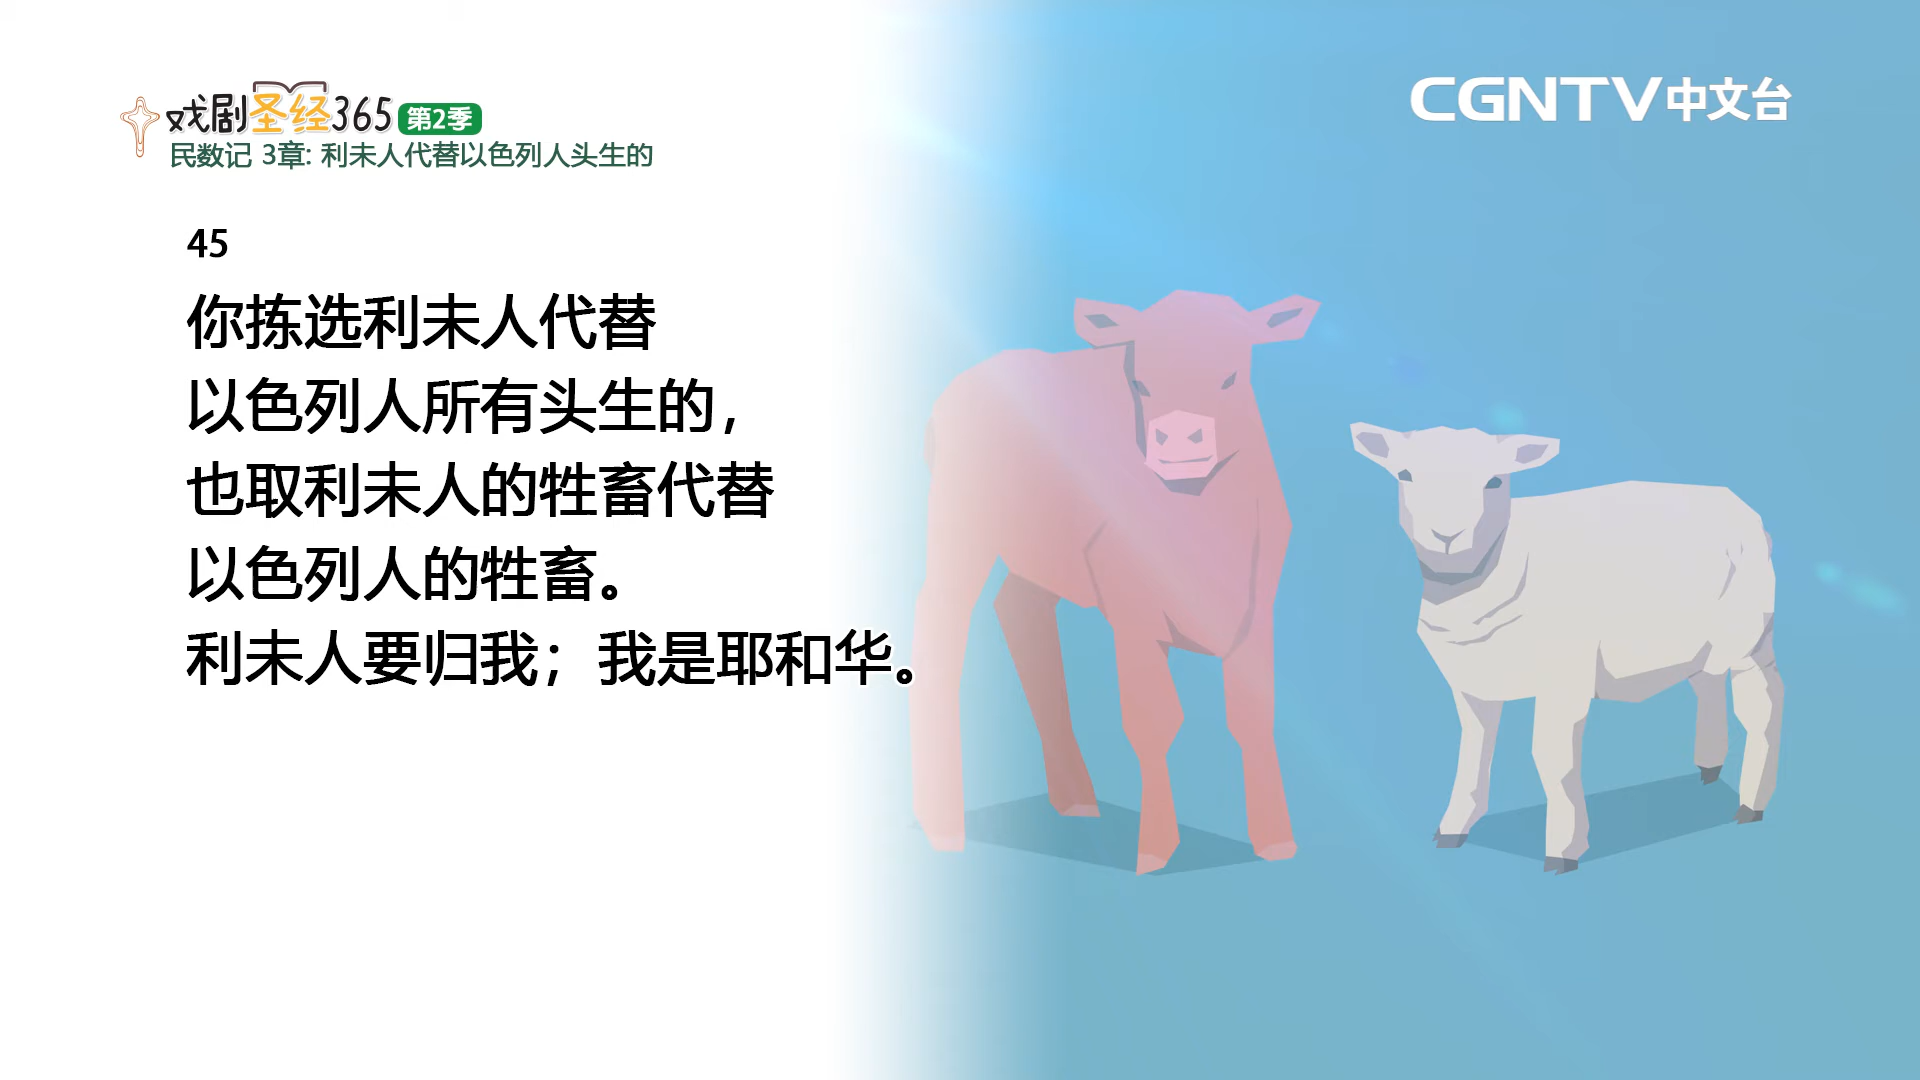 戏剧圣经365 第2季
CGNTV中文台
民数记 3章: 利未人代替以色列人头生的
45
你拣选利未人代替
以色列人所有头生的，
也取利未人的牲畜代替
以色列人的牲畜。
利未人要归我；我是耶和华。